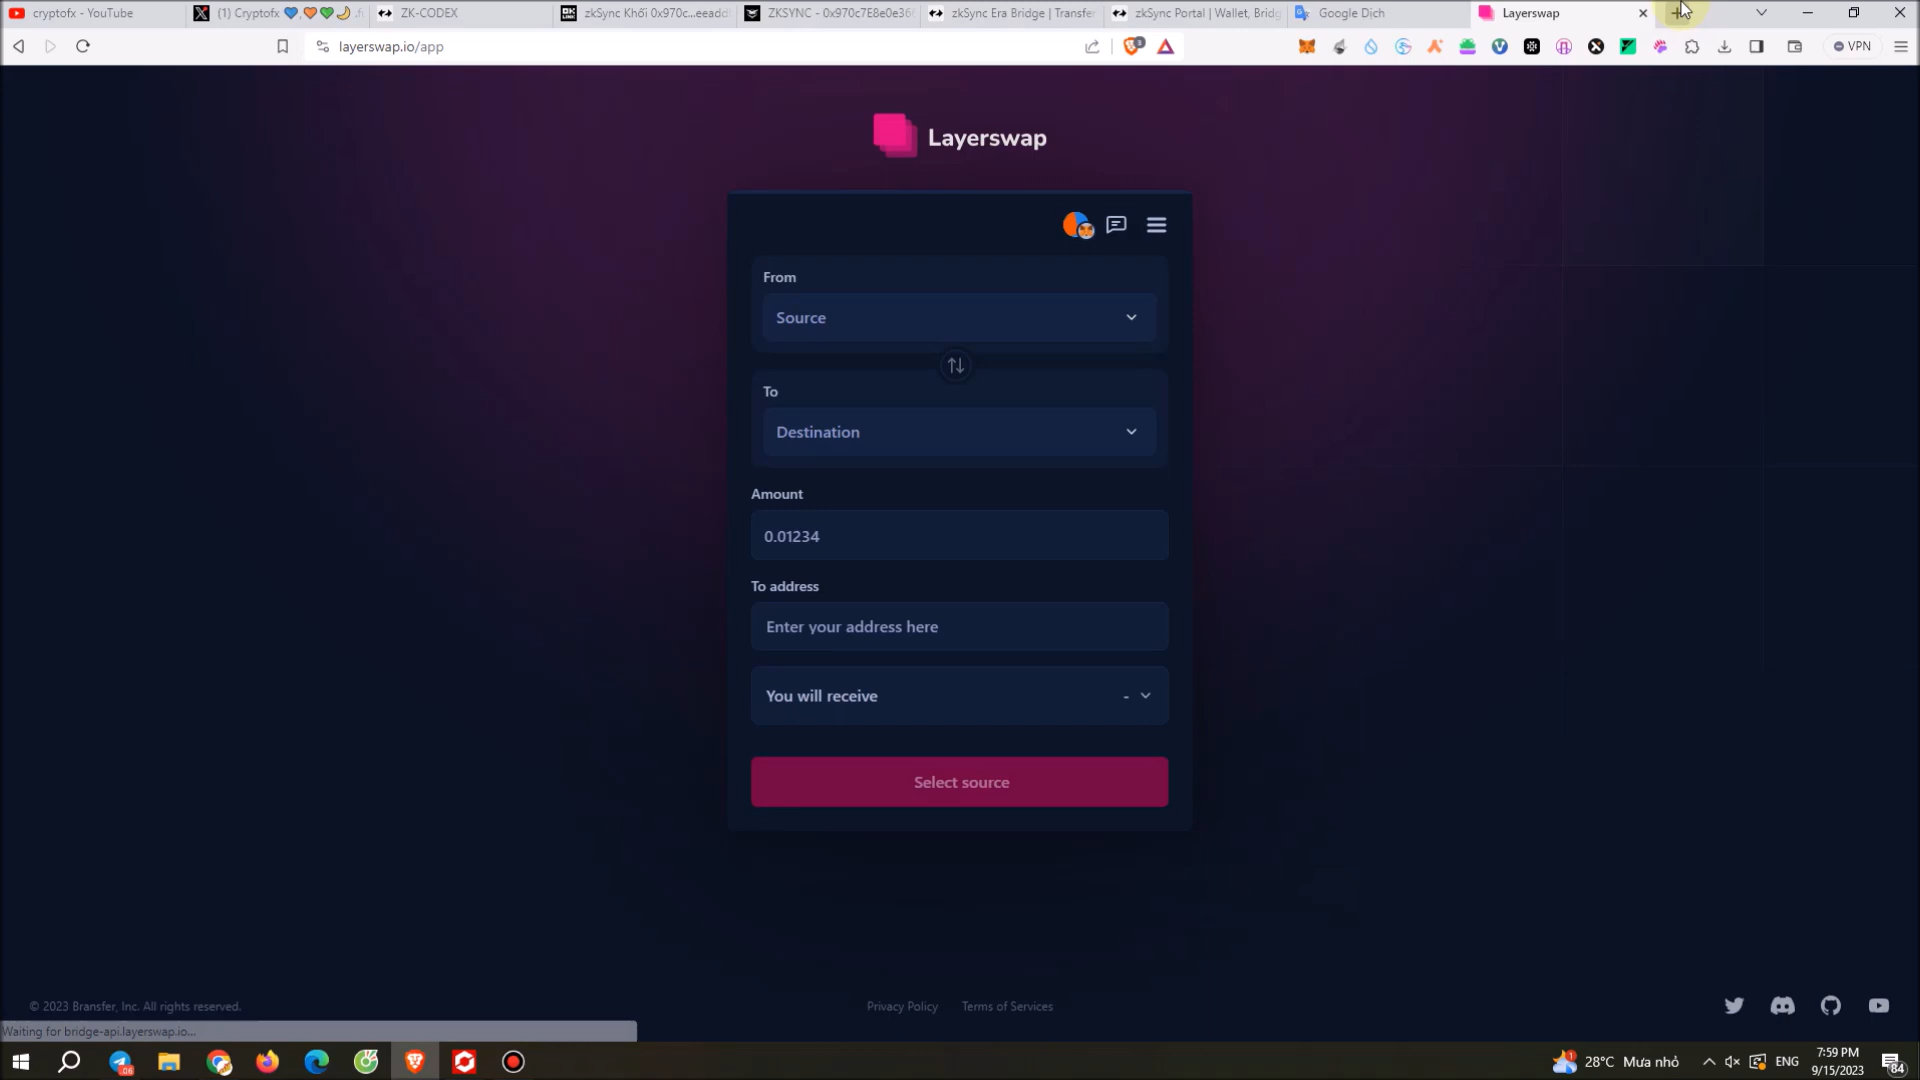 cryptofx - YouTube
(1) Cryptofx 💙,🧡💚💚🌙 .f
ZK-CODEX
zkSync Khối 0x970c...eeadd
ZKSYNC - 0x970c7E8e0e36
zkSync Era Bridge | Transfer
zkSync Portal | Wallet, Bridg
Google Dịch
Layerswap
layerswap.io/app
3
VPN
Layerswap
From
Source
To
Destination
Amount
0.01234
To address
Enter your address here
You will receive
-
Select source
© 2023 Bransfer, Inc. All rights reserved.
Privacy Policy
Terms of Services
Waiting for bridge-api.layerswap.io...
28°C Mưa nhỏ
ENG
7:59 PM
9/15/2023
84